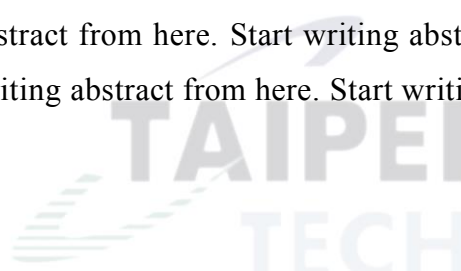 stract from here. Start writing abst
iting abstract from here. Start writi
TAIPEI
TECH